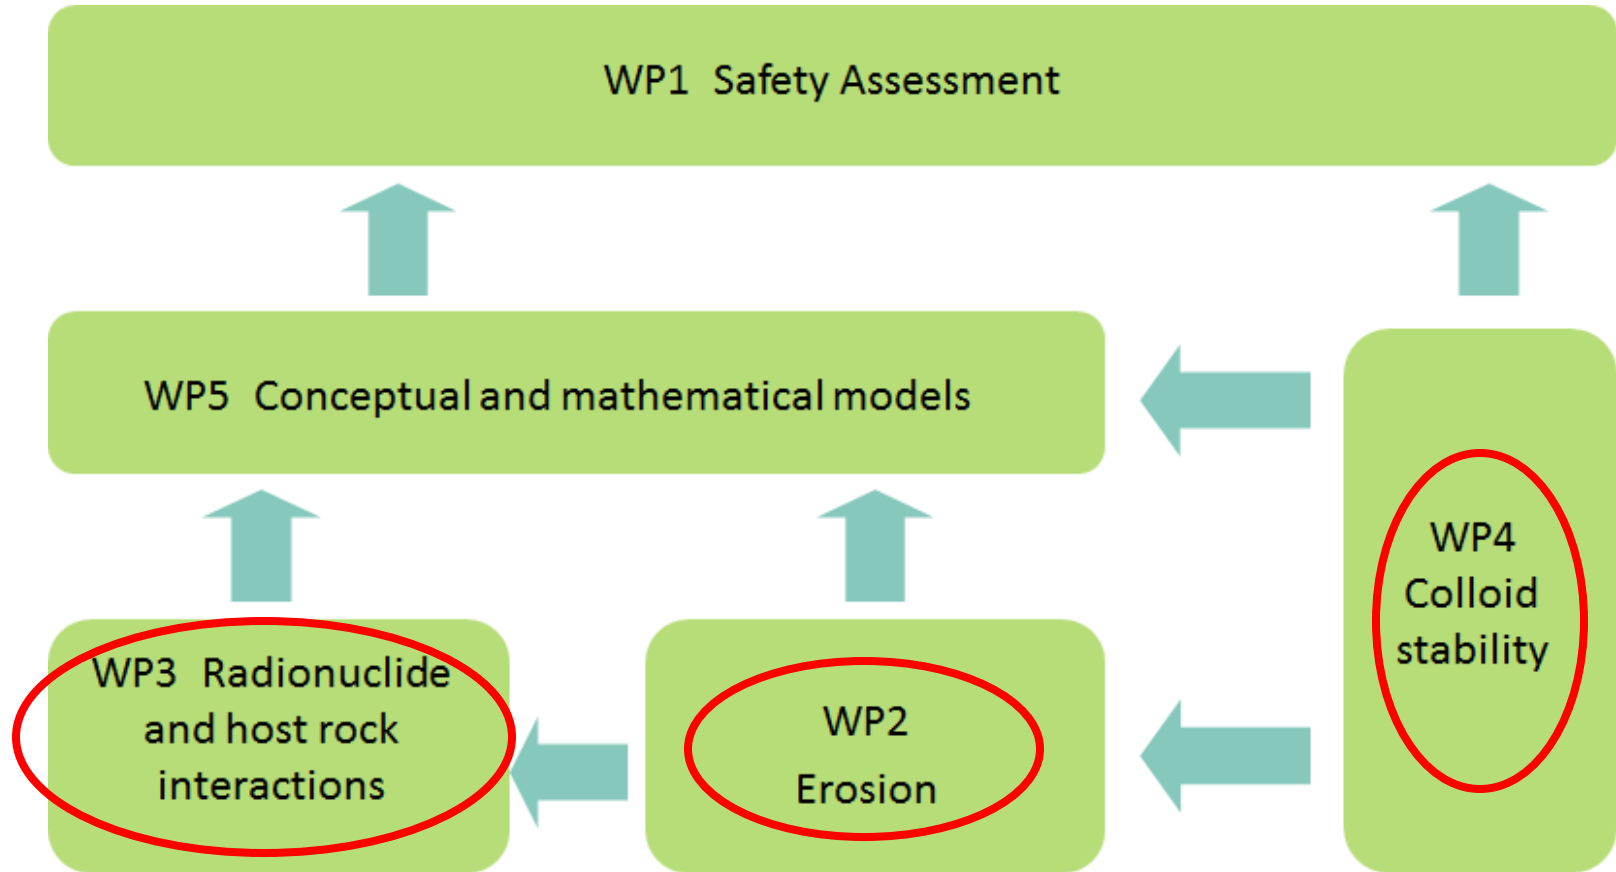 WP1 Safety Assessment
WP5 Conceptual and mathematical models
WP4
Colloid
stability
WP3 Radionuclide
and host rock
interactions
WP2
Erosion